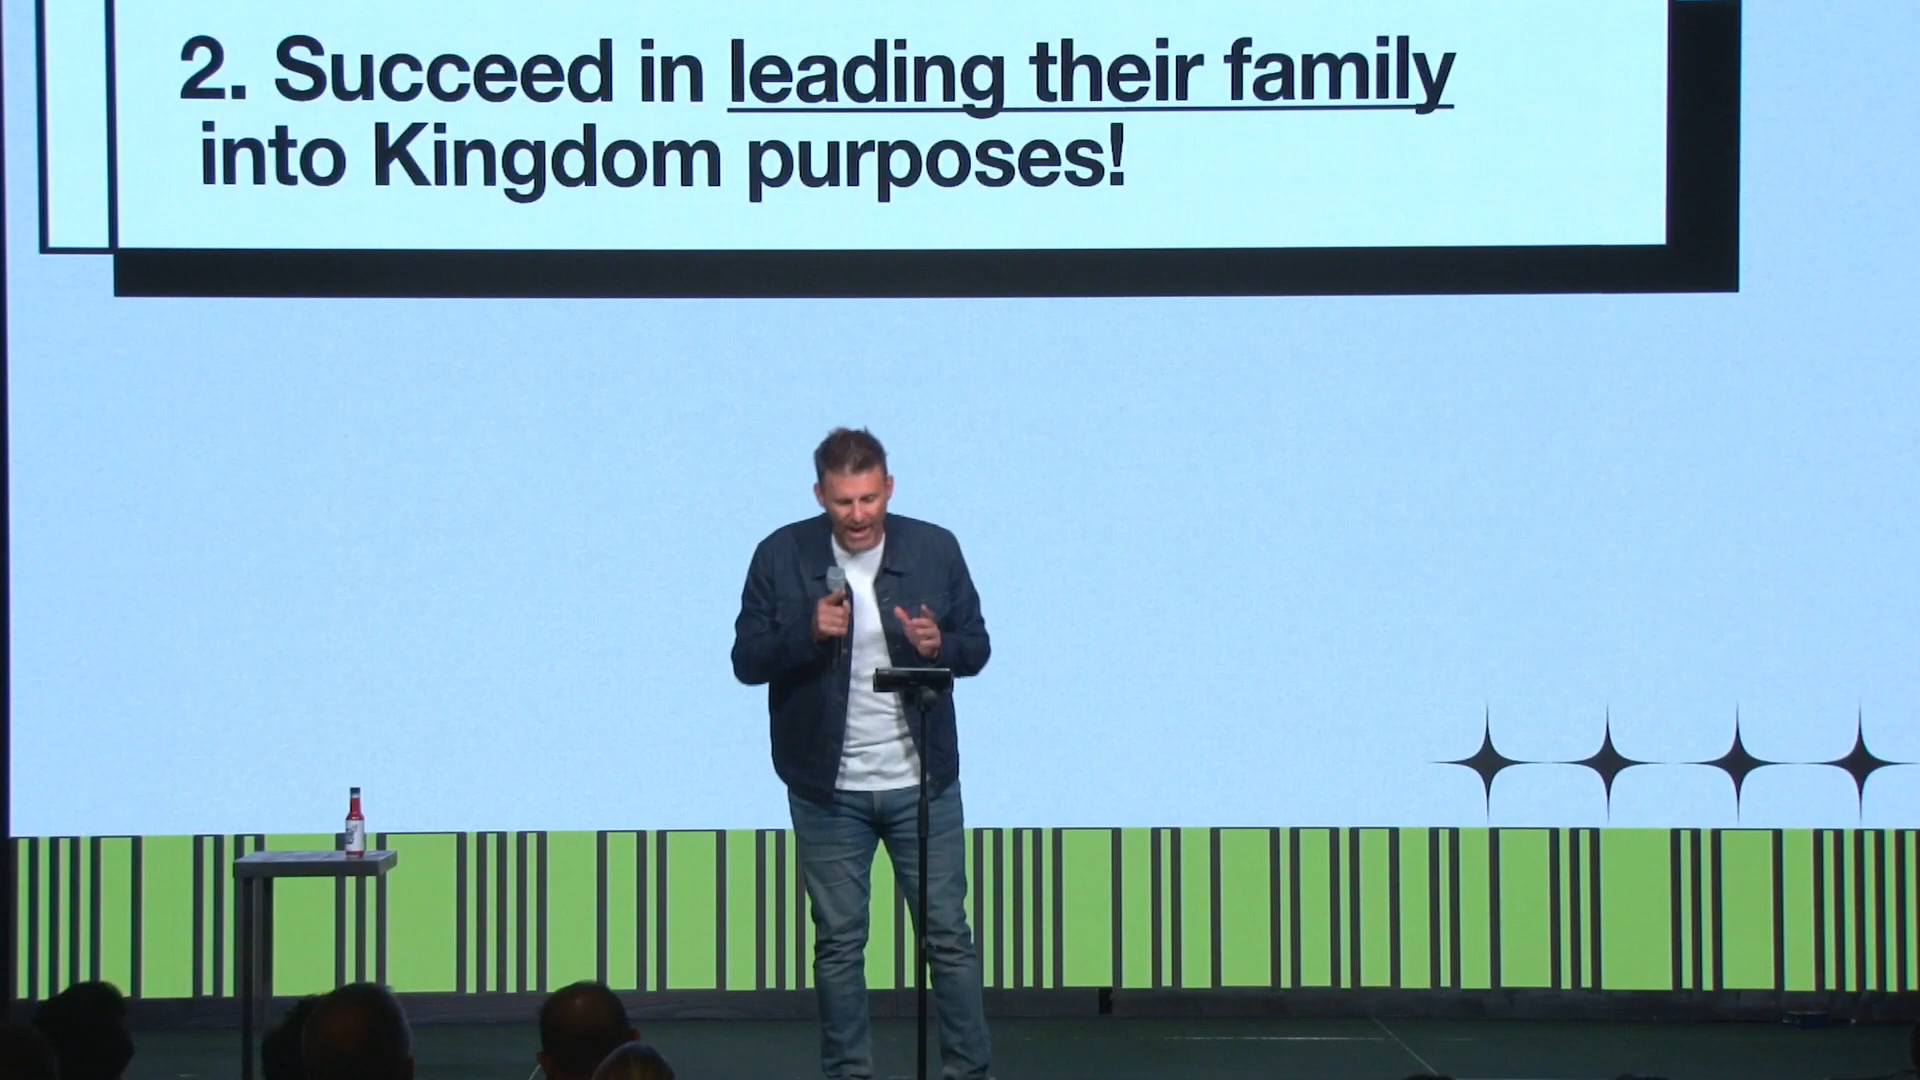 2. Succeed in leading their family
into Kingdom purposes!